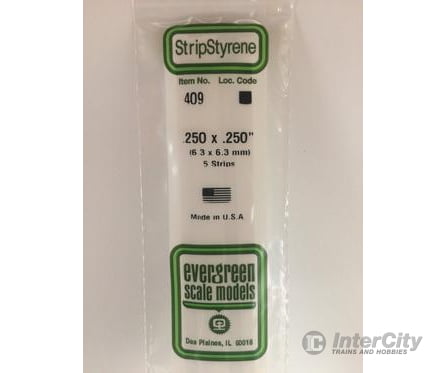 StripStyrene
Item No. Loc. Code
409
.250 x .250"
(6.3 x 6.3 mm)
5 Strips
Made in U.S.A
evergreen
scale models
Des Plaines, IL 60018
InterCity
TRAINS AND HOBBIES